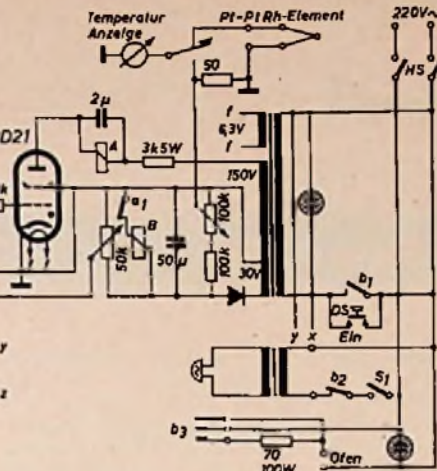 Temperatur Pt-PtRh-Element 220V~
Anzeige
HS
50
2µ
f
6,3V
f
D21
A
3k5W
150V
k
a1
B
100k
50k
50µ
100k
30V
b1
DS
y x Ein
y
b2 S1
z
b3
70 Ofen
100W